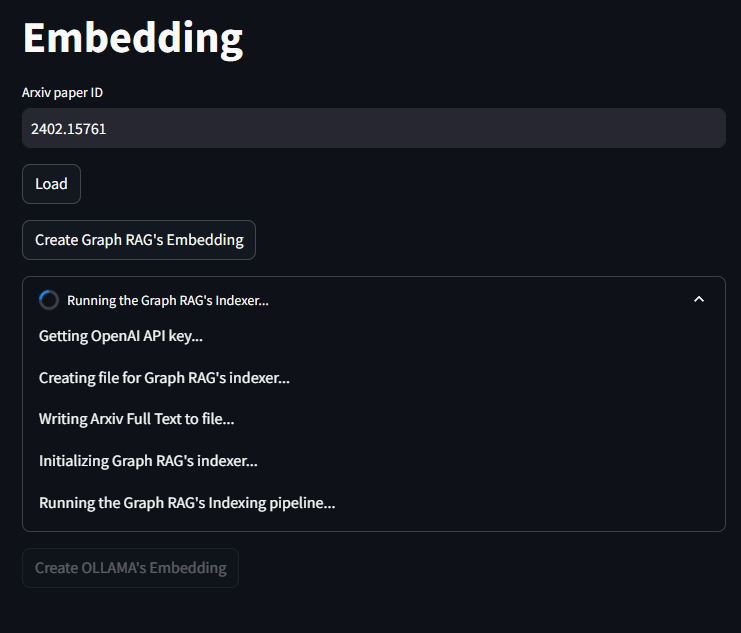 Embedding
Arxiv paper ID
2402.15761
Load
Create Graph RAG's Embedding
Running the Graph RAG's Indexer...
Getting OpenAI API key...
Creating file for Graph RAG's indexer...
Writing Arxiv Full Text to file...
Initializing Graph RAG's indexer...
Running the Graph RAG's Indexing pipeline...
Create OLLAMA's Embedding